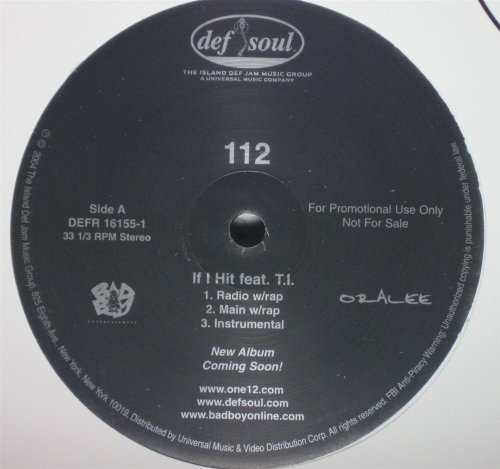 def soul
THE ISLAND DEF JAM MUSIC GROUP
A UNIVERSAL MUSIC COMPANY
112
Side A
DEFR 16155-1
33 1/3 RPM Stereo
For Promotional Use Only
Not For Sale
If I Hit feat. T.I.
1. Radio w/rap
2. Main w/rap
3. Instrumental
BAD BOY
ENTERTAINMENT
ORALEE
New Album
Coming Soon!
www.one12.com
www.defsoul.com
www.badboyonline.com
℗ © 2004 The Island Def Jam Music Group, 825 Eighth Ave., New York, New York 10019. Distributed by Universal Music & Video Distribution Corp. All rights reserved. FBI Anti-Piracy Warning: Unauthorized copying is punishable under federal law.